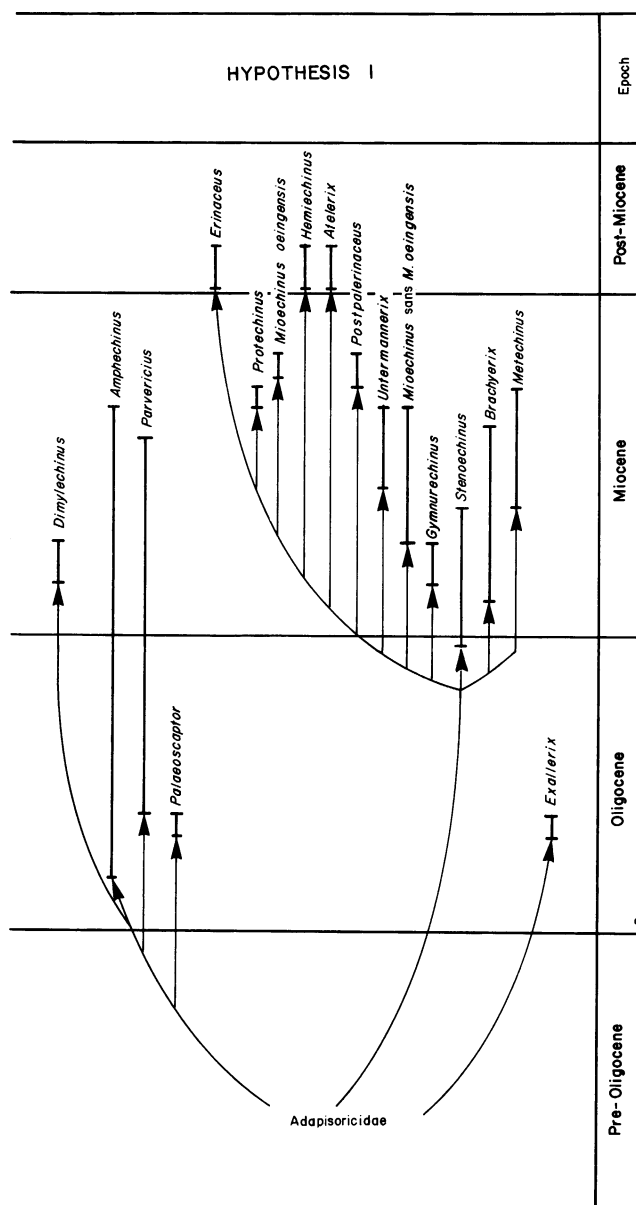 HYPOTHESIS I
Epoch
Post-Miocene
Miocene
Oligocene
Pre-Oligocene
Dimylechinus
Amphechinus
Parvericius
Palaeoscaptor
Erinaceus
Protechinus
Mioechinus oeingensis
Hemiechinus
Atelerix
Postpalerinaceus
Untermannerix
Mioechinus sans M. oeingensis
Gymnurechinus
Stenoechinus
Brachyerix
Metechinus
Exallerix
Adapisoricidae